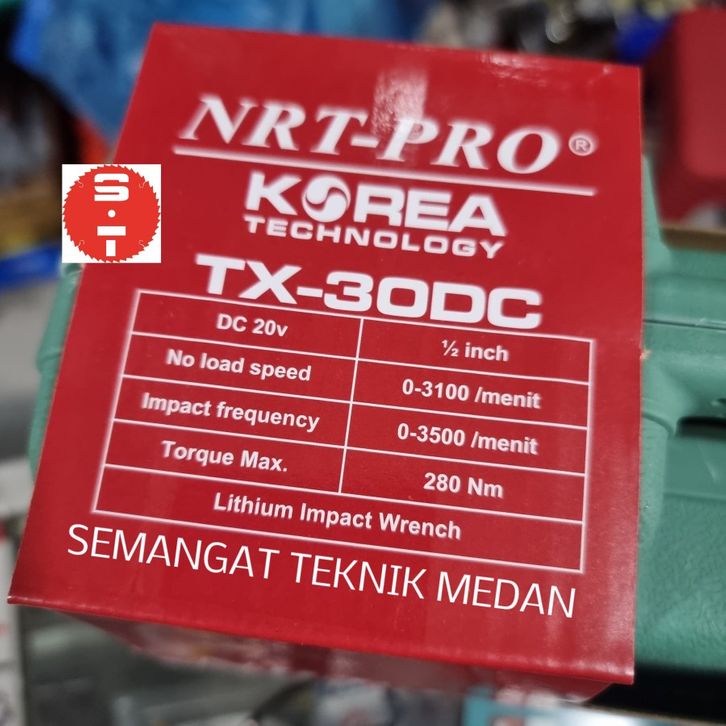 NRT-PRO®
KOREA
TECHNOLOGY
TX-30DC
DC 20v ½ inch
No load speed 0-3100 /menit
Impact frequency 0-3500 /menit
Torque Max. 280 Nm
Lithium Impact Wrench
SEMANGAT TEKNIK MEDAN
S·T